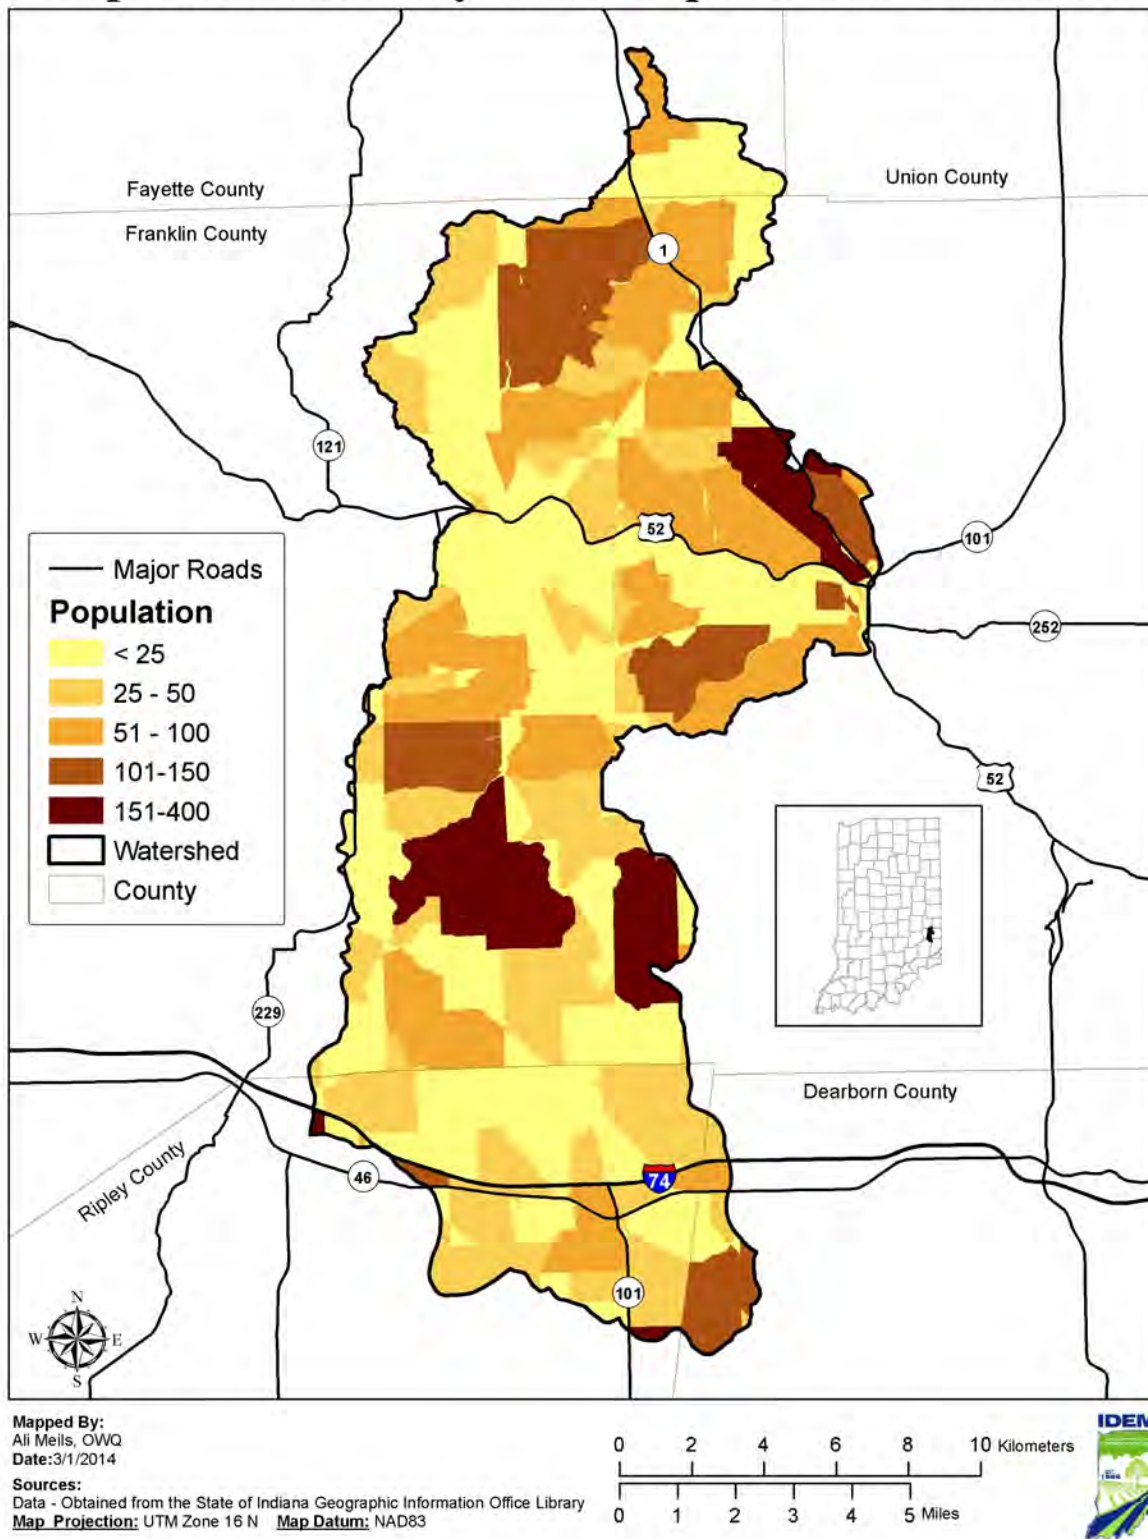 Fayette County
Union County
Franklin County
1
121
52
101
252
Major Roads
Population
< 25
25 - 50
51 - 100
101-150
151-400
Watershed
County
52
229
Dearborn County
Ripley County
46
74
101
N
W E
S
Mapped By:
Ali Meils, OWQ
Date:3/1/2014
Sources:
Data - Obtained from the State of Indiana Geographic Information Office Library
Map Projection: UTM Zone 16 N Map Datum: NAD83
0 2 4 6 8 10 Kilometers
0 1 2 3 4 5 Miles
IDEM